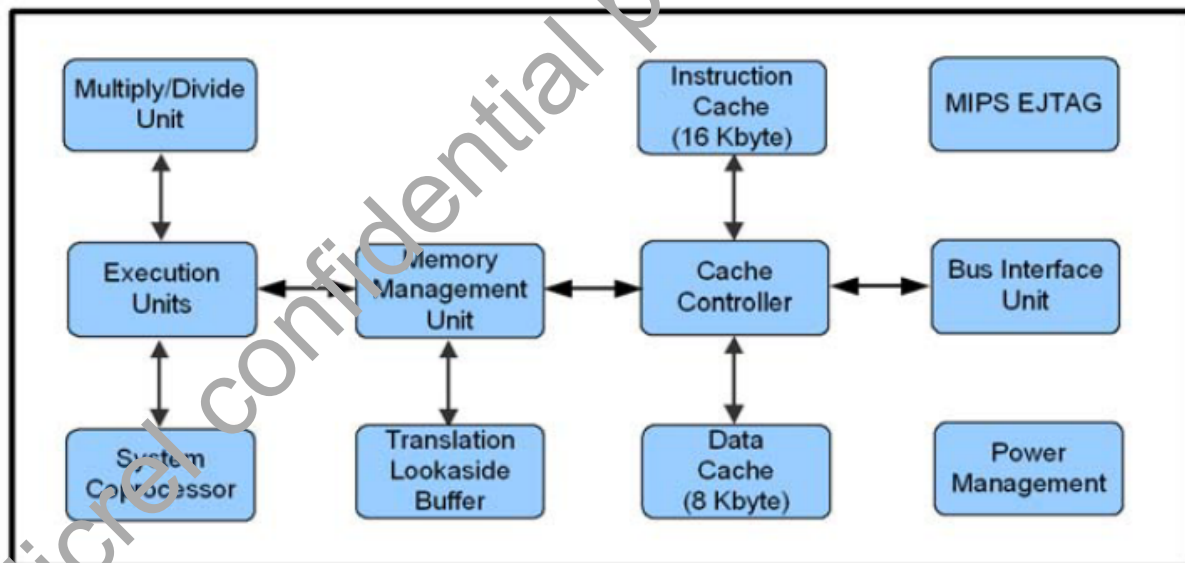 Multiply/Divide
Unit
Instruction
Cache
(16 Kbyte)
MIPS EJTAG
Execution
Units
Memory
Management
Unit
Cache
Controller
Bus Interface
Unit
System
Coprocessor
Translation
Lookaside
Buffer
Data
Cache
(8 Kbyte)
Power
Management
confidential